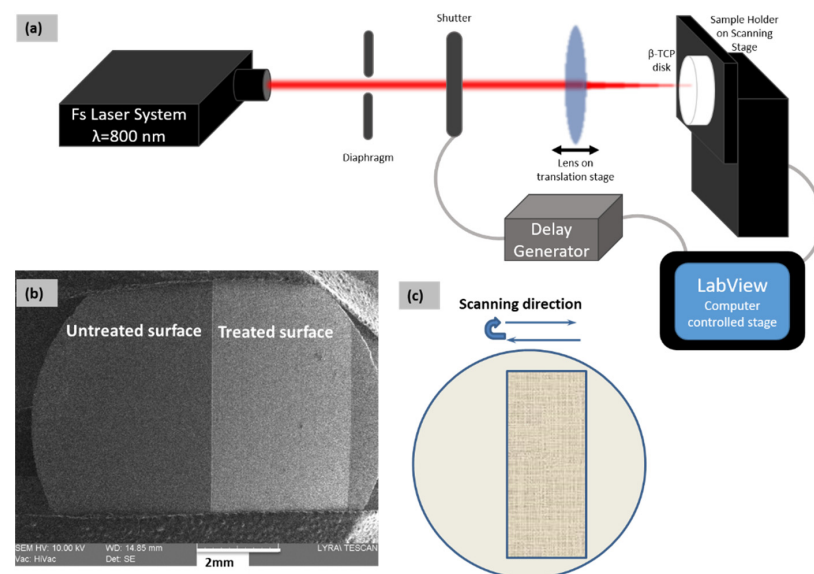 (a)
Fs Laser System
λ=800 nm
Diaphragm
Shutter
Lens on
translation stage
β-TCP
disk
Sample Holder
on Scanning
Stage
Delay
Generator
LabView
Computer
controlled stage
(b)
Untreated surface
Treated surface
SEM HV: 10.00 kV
WD: 14.85 mm
LYRA\ TESCAN
Vac: HiVac
Det: SE
2mm
(c)
Scanning direction